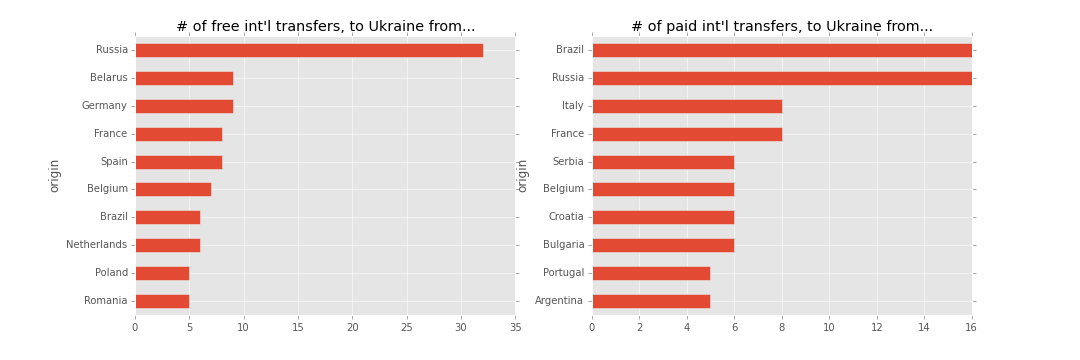 # of free int'l transfers, to Ukraine from...
origin
Russia
Belarus
Germany
France
Spain
Belgium
Brazil
Netherlands
Poland
Romania
0 5 10 15 20 25 30 35
# of paid int'l transfers, to Ukraine from...
origin
Brazil
Russia
Italy
France
Serbia
Belgium
Croatia
Bulgaria
Portugal
Argentina
0 2 4 6 8 10 12 14 16